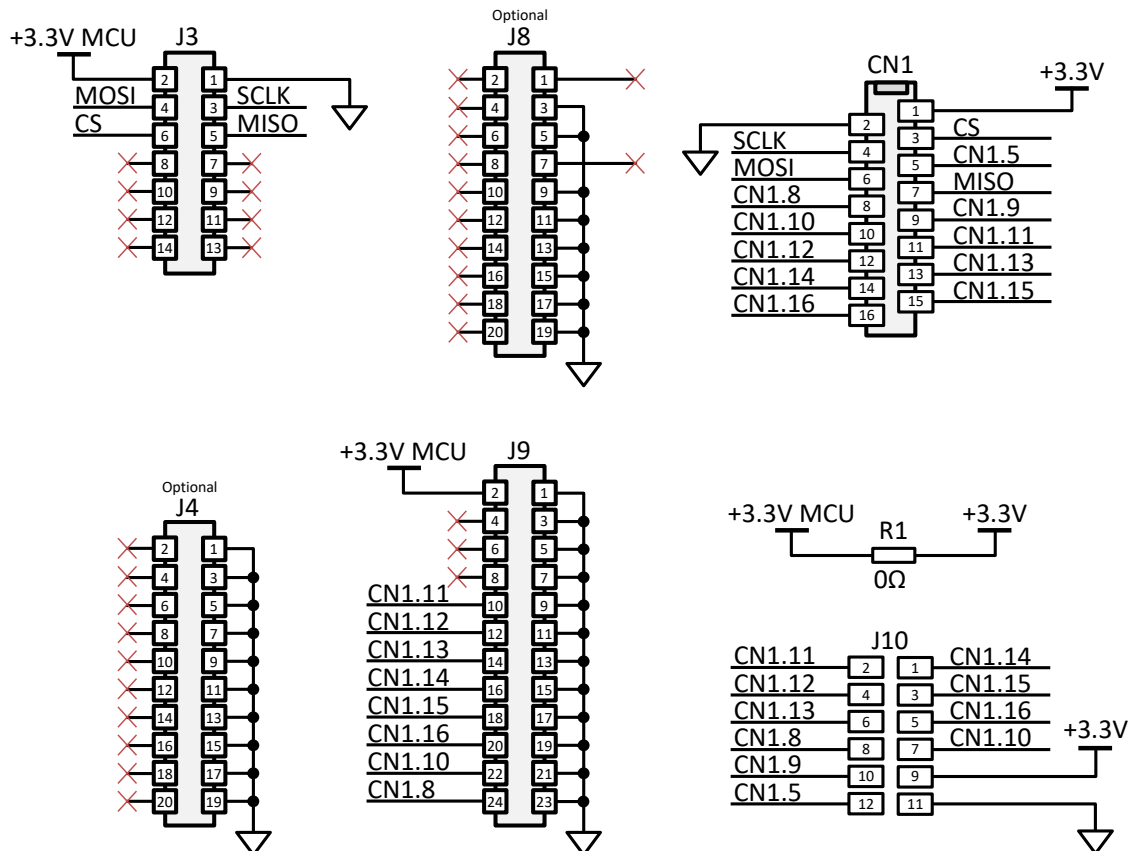 Optional
+3.3V MCU J3 J8
CN1 +3.3V
2 1
MOSI 4 3 SCLK
CS 6 5 MISO
8 7
10 9
12 11
14 13
2 1
4 3
6 5
8 7
10 9
12 11
14 13
16 15
18 17
20 19
1
2 3 CS
SCLK 4 5 CN1.5
MOSI 6 7 MISO
CN1.8 8 9 CN1.9
CN1.10 10 11 CN1.11
CN1.12 12 13 CN1.13
CN1.14 14 15 CN1.15
CN1.16 16
Optional
J4
2 1
4 3
6 5
8 7
10 9
12 11
14 13
16 15
18 17
20 19
+3.3V MCU J9
2 1
4 3
6 5
8 7
CN1.11 10 9
CN1.12 12 11
CN1.13 14 13
CN1.14 16 15
CN1.15 18 17
CN1.16 20 19
CN1.10 22 21
CN1.8 24 23
+3.3V MCU R1 +3.3V
0Ω
J10
CN1.11 2 1 CN1.14
CN1.12 4 3 CN1.15
CN1.13 6 5 CN1.16
CN1.8 8 7 CN1.10 +3.3V
CN1.9 10 9
CN1.5 12 11